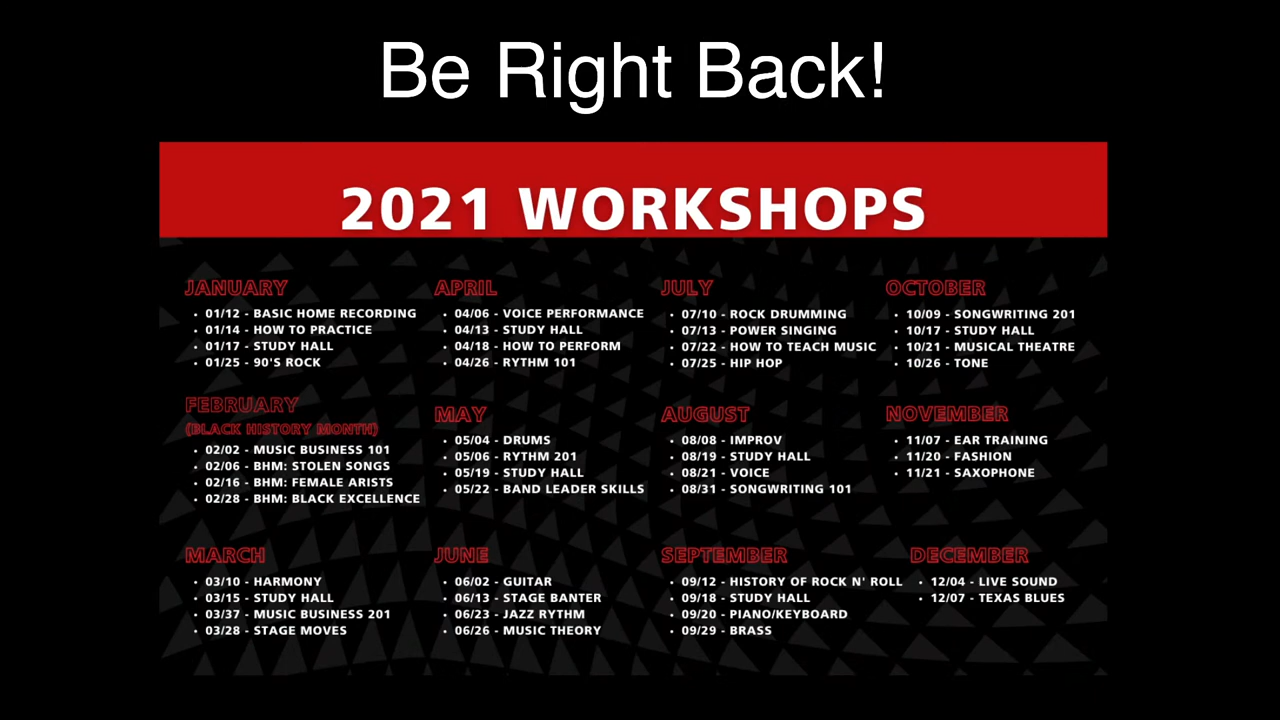 Be Right Back!
2021 WORKSHOPS
JANUARY
• 01/12 - BASIC HOME RECORDING
• 01/14 - HOW TO PRACTICE
• 01/17 - STUDY HALL
• 01/25 - 90'S ROCK
FEBRUARY
(BLACK HISTORY MONTH)
• 02/02 - MUSIC BUSINESS 101
• 02/06 - BHM: STOLEN SONGS
• 02/16 - BHM: FEMALE ARISTS
• 02/28 - BHM: BLACK EXCELLENCE
MARCH
• 03/10 - HARMONY
• 03/15 - STUDY HALL
• 03/37 - MUSIC BUSINESS 201
• 03/28 - STAGE MOVES
APRIL
• 04/06 - VOICE PERFORMANCE
• 04/13 - STUDY HALL
• 04/18 - HOW TO PERFORM
• 04/26 - RYTHM 101
MAY
• 05/04 - DRUMS
• 05/06 - RYTHM 201
• 05/19 - STUDY HALL
• 05/22 - BAND LEADER SKILLS
JUNE
• 06/02 - GUITAR
• 06/13 - STAGE BANTER
• 06/23 - JAZZ RYTHM
• 06/26 - MUSIC THEORY
JULY
• 07/10 - ROCK DRUMMING
• 07/13 - POWER SINGING
• 07/22 - HOW TO TEACH MUSIC
• 07/25 - HIP HOP
AUGUST
• 08/08 - IMPROV
• 08/19 - STUDY HALL
• 08/21 - VOICE
• 08/31 - SONGWRITING 101
SEPTEMBER
• 09/12 - HISTORY OF ROCK N' ROLL
• 09/18 - STUDY HALL
• 09/20 - PIANO/KEYBOARD
• 09/29 - BRASS
OCTOBER
• 10/09 - SONGWRITING 201
• 10/17 - STUDY HALL
• 10/21 - MUSICAL THEATRE
• 10/26 - TONE
NOVEMBER
• 11/07 - EAR TRAINING
• 11/20 - FASHION
• 11/21 - SAXOPHONE
DECEMBER
• 12/04 - LIVE SOUND
• 12/07 - TEXAS BLUES